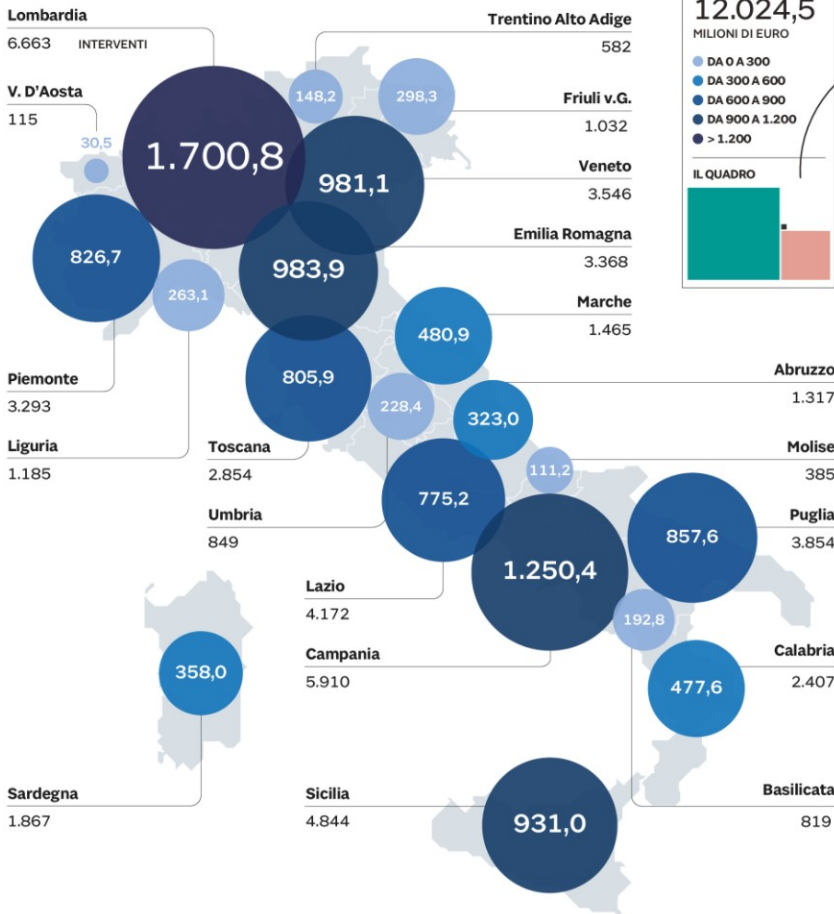 Lombardia
6.663 INTERVENTI
V. D'Aosta
115
30,5
1.700,8
Trentino Alto Adige
582
148,2
298,3
Friuli v.G.
1.032
Veneto
3.546
981,1
Emilia Romagna
3.368
983,9
Marche
1.465
480,9
826,7
263,1
Piemonte
3.293
Liguria
1.185
805,9
Toscana
2.854
228,4
Umbria
849
323,0
Abruzzo
1.317
111,2
Molise
385
775,2
Lazio
4.172
857,6
Puglia
3.854
1.250,4
Campania
5.910
192,8
Calabria
2.407
477,6
358,0
Sardegna
1.867
Sicilia
4.844
931,0
Basilicata
819
12.024,5
MILIONI DI EURO
DA 0 A 300
DA 300 A 600
DA 600 A 900
DA 900 A 1.200
> 1.200
IL QUADRO